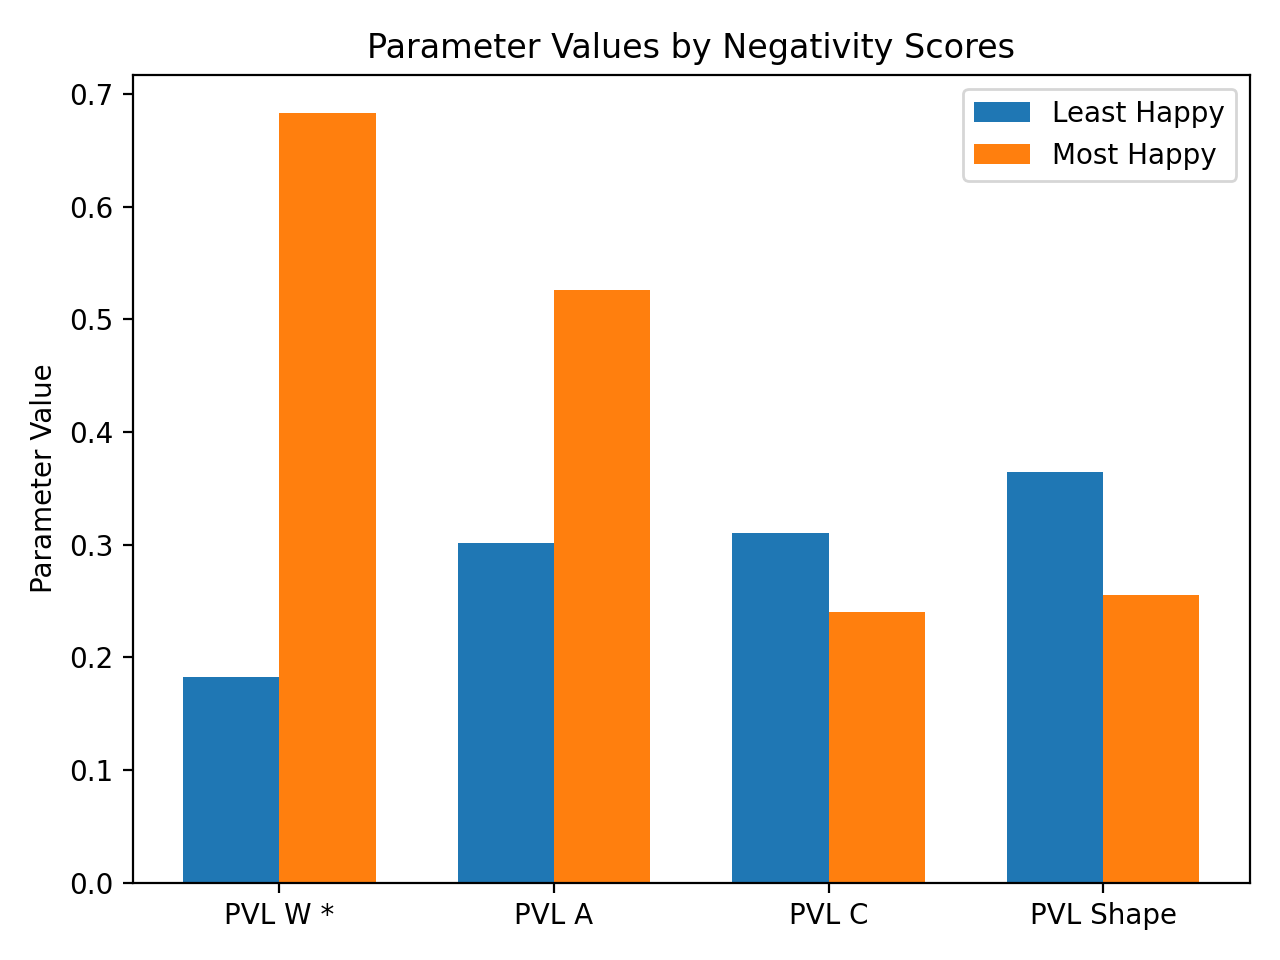 Parameter Values by Negativity Scores
Least Happy
Most Happy
Parameter Value
0.7
0.6
0.5
0.4
0.3
0.2
0.1
0.0
PVL W *
PVL A
PVL C
PVL Shape